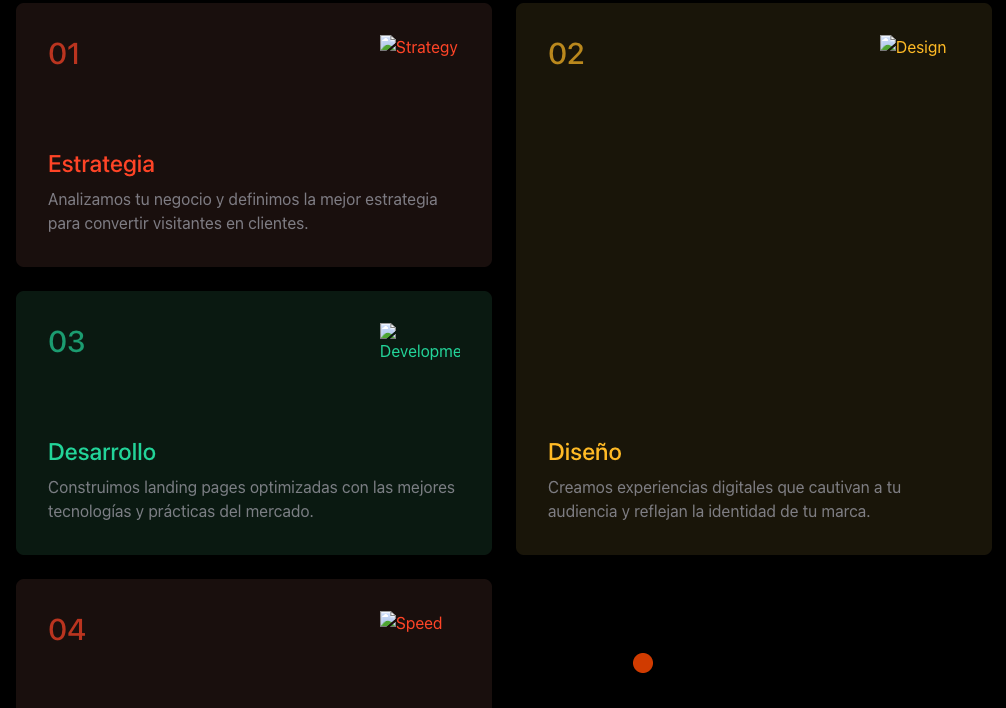 01
Strategy
Estrategia
Analizamos tu negocio y definimos la mejor estrategia
para convertir visitantes en clientes.
02
Design
Diseño
Creamos experiencias digitales que cautivan a tu
audiencia y reflejan la identidad de tu marca.
03
Developme
Desarrollo
Construimos landing pages optimizadas con las mejores
tecnologías y prácticas del mercado.
04
Speed